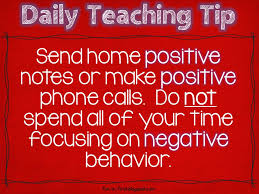 Daily Teaching Tip
Send home positive
notes or make positive
phone calls. Do not
spend all of your time
focusing on negative
behavior.